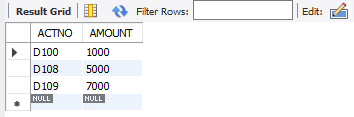 Result Grid Filter Rows: Edit:
ACTNO AMOUNT
D100 1000
D108 5000
D109 7000
NULL NULL